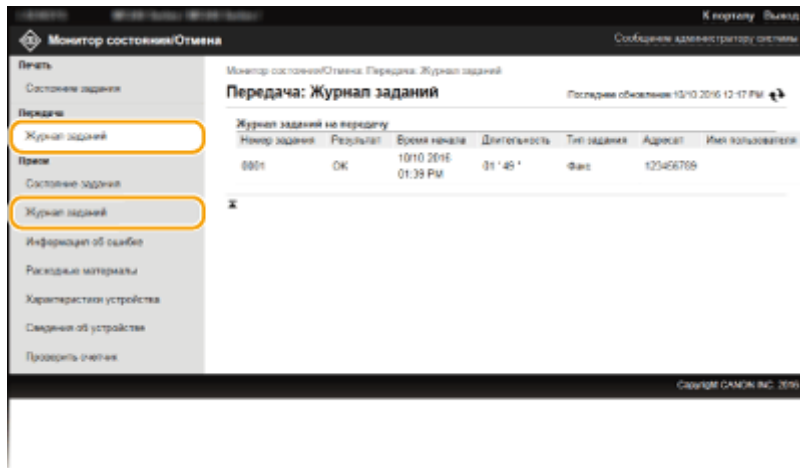 К порталу Выход
Монитор состояния/Отмена
Сообщение администратору системы
Печать
Состояние задания
Передача
Журнал заданий
Прием
Состояние задания
Журнал заданий
Информация об ошибке
Расходные материалы
Характеристики устройства
Сведения об устройстве
Проверить счетчик
Монитор состояния/Отмена: Передача: Журнал заданий
Передача: Журнал заданий
Последнее обновление:10/10 2016 12:17 PM
Журнал заданий на передачу
Номер задания Результат Время начала Длительность Тип задания Адресат Имя пользователя
0001 OK 10/10 2016 01:39 PM 01 ' 49 " Факс 123456789
Copyright CANON INC. 2016